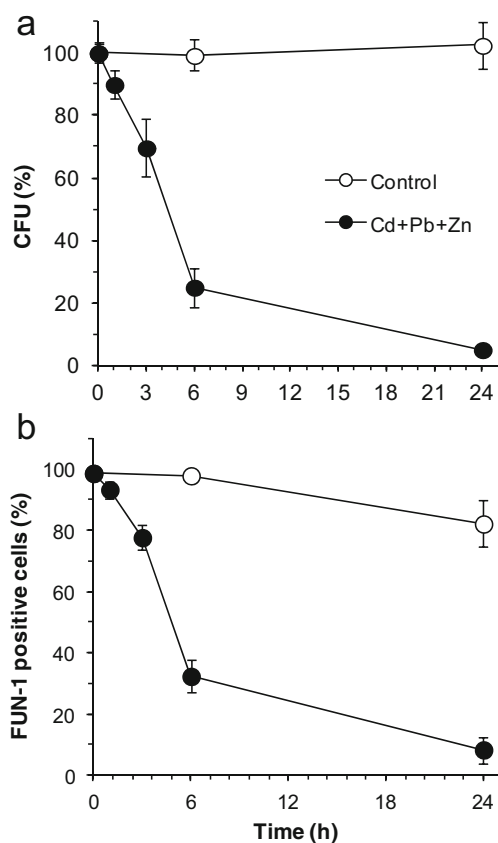 a
100
80
60
40
20
0
CFU (%)
Control
Cd+Pb+Zn
0 3 6 9 12 15 18 21 24
b
100
80
60
40
20
0
FUN-1 positive cells (%)
0 6 12 18 24
Time (h)